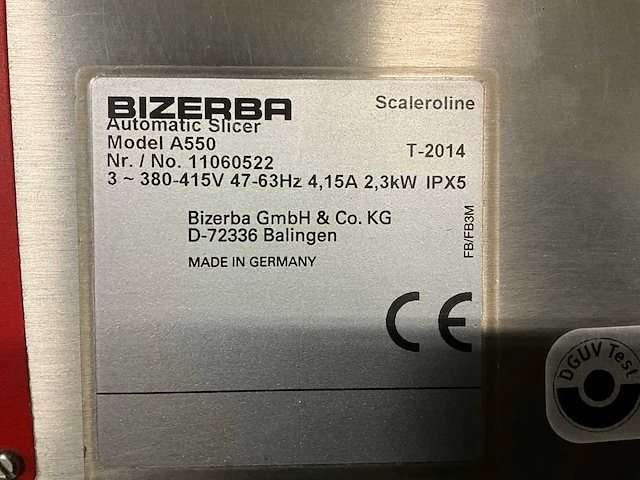 BIZERBA
Scaleroline
Automatic Slicer
Model A550
T-2014
Nr. / No. 11060522
3 ~ 380-415V 47-63Hz 4,15A 2,3kW IPX5
Bizerba GmbH & Co. KG
D-72336 Balingen
MADE IN GERMANY
FB/FB3M
CE
DGUV Test